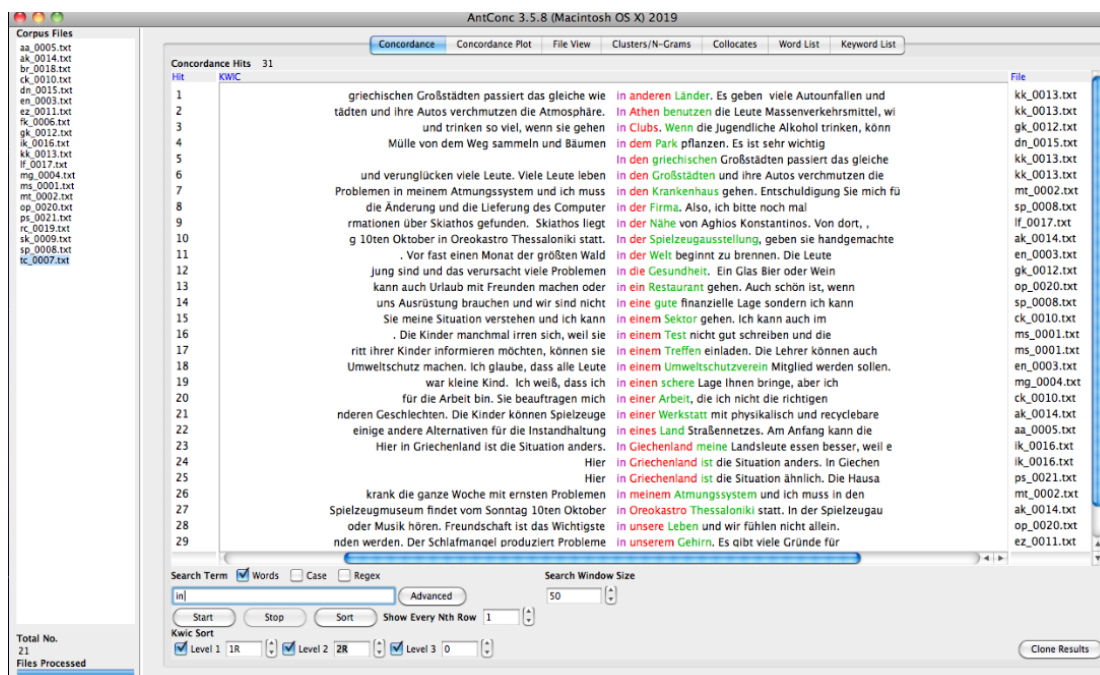 AntConc 3.5.8 (Macintosh OS X) 2019
Corpus Files
aa_0005.txt
ak_0014.txt
br_0018.txt
ck_0010.txt
dn_0015.txt
en_0003.txt
ez_0011.txt
fk_0006.txt
gk_0012.txt
ik_0016.txt
kk_0013.txt
lf_0017.txt
mg_0004.txt
ms_0001.txt
mt_0002.txt
op_0020.txt
ps_0021.txt
rc_0019.txt
sk_0009.txt
sp_0008.txt
tc_0007.txt
Total No.
21
Files Processed
Concordance Concordance Plot File View Clusters/N-Grams Collocates Word List Keyword List
Concordance Hits 31
Hit KWIC File
1 griechischen Großstädten passiert das gleiche wie in anderen Länder. Es geben viele Autounfallen und kk_0013.txt
2 tädten und ihre Autos verchmutzen die Atmosphäre. In Athen benutzen die Leute Massenverkehrsmittel, wi kk_0013.txt
3 und trinken so viel, wenn sie gehen in Clubs. Wenn die Jugendliche Alkohol trinken, könn gk_0012.txt
4 Mülle von dem Weg sammeln und Bäumen in dem Park pflanzen. Es ist sehr wichtig dn_0015.txt
5 In den griechischen Großstädten passiert das gleiche kk_0013.txt
6 und verunglücken viele Leute. Viele Leute leben in den Großstädten und ihre Autos verchmutzen die kk_0013.txt
7 Problemen in meinem Atmungssystem und ich muss in den Krankenhaus gehen. Entschuldigung Sie mich fü mt_0002.txt
8 die Änderung und die Lieferung des Computer in der Firma. Also, ich bitte noch mal sp_0008.txt
9 rmationen über Skiathos gefunden. Skiathos liegt in der Nähe von Aghios Konstantinos. Von dort, , lf_0017.txt
10 g 10ten Oktober in Oreokastro Thessaloniki statt. In der Spielzeugausstellung, geben sie handgemachte ak_0014.txt
11 . Vor fast einen Monat der größten Wald in der Welt beginnt zu brennen. Die Leute en_0003.txt
12 jung sind und das verursacht viele Problemen in die Gesundheit. Ein Glas Bier oder Wein gk_0012.txt
13 kann auch Urlaub mit Freunden machen oder in ein Restaurant gehen. Auch schön ist, wenn op_0020.txt
14 uns Ausrüstung brauchen und wir sind nicht in eine gute finanzielle Lage sondern ich kann sp_0008.txt
15 Sie meine Situation verstehen und ich kann in einem Sektor gehen. Ich kann auch im ck_0010.txt
16 . Die Kinder manchmal irren sich, weil sie in einem Test nicht gut schreiben und die ms_0001.txt
17 ritt ihrer Kinder informieren möchten, können sie in einem Treffen einladen. Die Lehrer können auch ms_0001.txt
18 Umweltschutz machen. Ich glaube, dass alle Leute in einem Umweltschutzverein Mitglied werden sollen. en_0003.txt
19 war kleine Kind. Ich weiß, dass ich in einen schere Lage Ihnen bringe, aber ich mg_0004.txt
20 für die Arbeit bin. Sie beauftragen mich in einer Arbeit, die ich nicht die richtigen ck_0010.txt
21 nderen Geschlechten. Die Kinder können Spielzeuge in einer Werkstatt mit physikalisch und recyclebare ak_0014.txt
22 einige andere Alternativen für die Instandhaltung in eines Land Straßennetzes. Am Anfang kann die aa_0005.txt
23 Hier in Griechenland ist die Situation anders. In Giechenland meine Landsleute essen besser, weil e ik_0016.txt
24 Hier in Griechenland ist die Situation anders. In Giechen ik_0016.txt
25 Hier in Griechenland ist die Situation ähnlich. Die Hausa ps_0021.txt
26 krank die ganze Woche mit ernsten Problemen in meinem Atmungssystem und ich muss in den mt_0002.txt
27 Spielzeugmuseum findet vom Sonntag 10ten Oktober in Oreokastro Thessaloniki statt. In der Spielzeugau ak_0014.txt
28 oder Musik hören. Freundschaft ist das Wichtigste in unsere Leben und wir fühlen nicht allein. op_0020.txt
29 nden werden. Der Schlafmangel produziert Probleme in unserem Gehirn. Es gibt viele Gründe für ez_0011.txt
Search Term Words Case Regex Search Window Size
in Advanced 50
Start Stop Sort Show Every Nth Row 1
Kwic Sort
Level 1 1R Level 2 2R Level 3 0 Clone Results